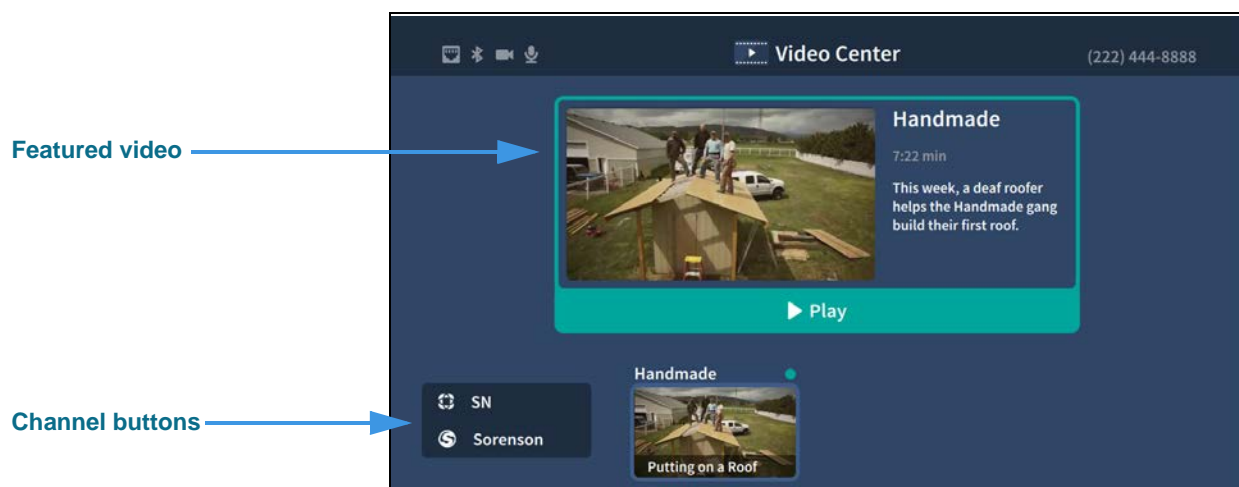 Video Center
(222) 444-8888
Featured video
Handmade
7:22 min
This week, a deaf roofer
helps the Handmade gang
build their first roof.
Play
Channel buttons
SN
Sorenson
Handmade
Putting on a Roof